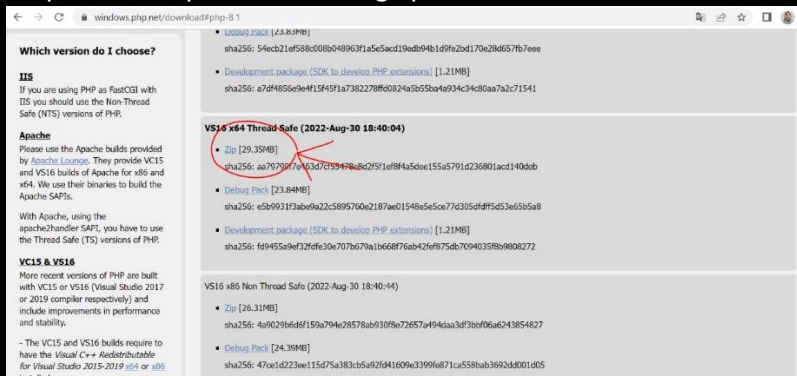 windows.php.net/download#php-8.1
Which version do I choose?
IIS
If you are using PHP as FastCGI with
IIS you should use the Non-Thread
Safe (NTS) versions of PHP.
Apache
Please use the Apache builds provided
by Apache Lounge. They provide VC15
and VS16 builds of Apache for x86 and
x64. We use their binaries to build the
Apache SAPIs.
With Apache, using the
apache2handler SAPI, you have to use
the Thread Safe (TS) versions of PHP.
VC15 & VS16
More recent versions of PHP are built
with VC15 or VS16 (Visual Studio 2017
or 2019 compiler respectively) and
include improvements in performance
and stability.
- The VC15 and VS16 builds require to
have the Visual C++ Redistributable
for Visual Studio 2015-2019 x64 or x86
Debug Pack [23.83MB]
sha256: 54ecb21ef588c008b048963f1a5e5acd19edb94b1d9fe2bd170e28d657fb7eee
Development package (SDK to develop PHP extensions) [1.21MB]
sha256: a7df4856e9e4f15f45f1a7382278ffd0824a5b55ba4a934c34c80aa7a2c71541
VS16 x64 Thread Safe (2022-Aug-30 18:40:04)
Zip [29.35MB]
sha256:
Debug Pack [23.84MB]
sha256: e5b9931f3abe9a22c5895760e2187ae01548e5e5ce77d305dfdff5d53e65b5a8
Development package (SDK to develop PHP extensions) [1.21MB]
sha256: fd9455a9ef32fdfe30e707b679a1b668f76ab42fef875db7094035f8b9808272
VS16 x86 Non Thread Safe (2022-Aug-30 18:40:44)
Zip [26.31MB]
sha256: 4a9029b6d6f159a794e28578ab930f8e72657a494daa3df3bbf06a6243854827
Debug Pack [24.39MB]
sha256: 47ce1d223ee115d75a383cb5a92fd41609e3399fe871ca558bab3692dd001d05